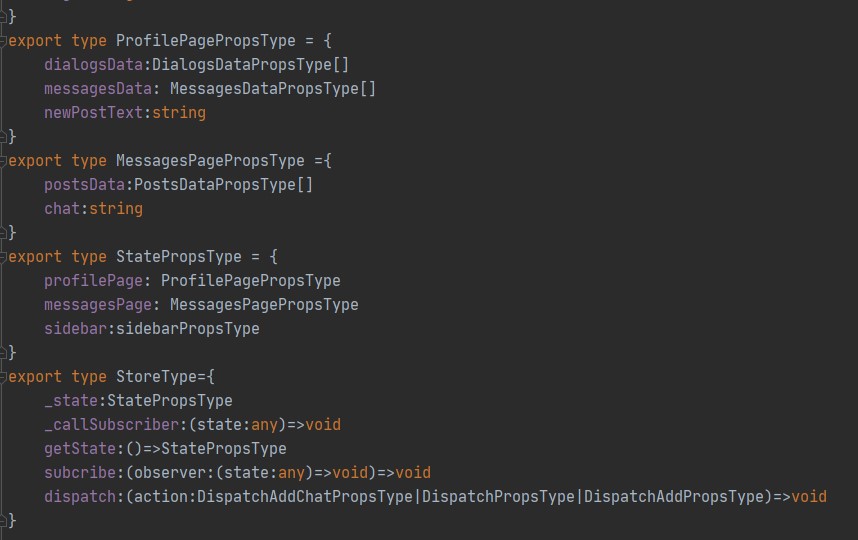 }
export type ProfilePagePropsType = {
    dialogsData:DialogsDataPropsType[]
    messagesData: MessagesDataPropsType[]
    newPostText:string
}
export type MessagesPagePropsType ={
    postsData:PostsDataPropsType[]
    chat:string
}
export type StatePropsType = {
    profilePage: ProfilePagePropsType
    messagesPage: MessagesPagePropsType
    sidebar:sidebarPropsType
}
export type StoreType={
    _state:StatePropsType
    _callSubscriber:(state:any)=>void
    getState:()=>StatePropsType
    subcribe:(observer:(state:any)=>void)=>void
    dispatch:(action:DispatchAddChatPropsType|DispatchPropsType|DispatchAddPropsType)=>void
}